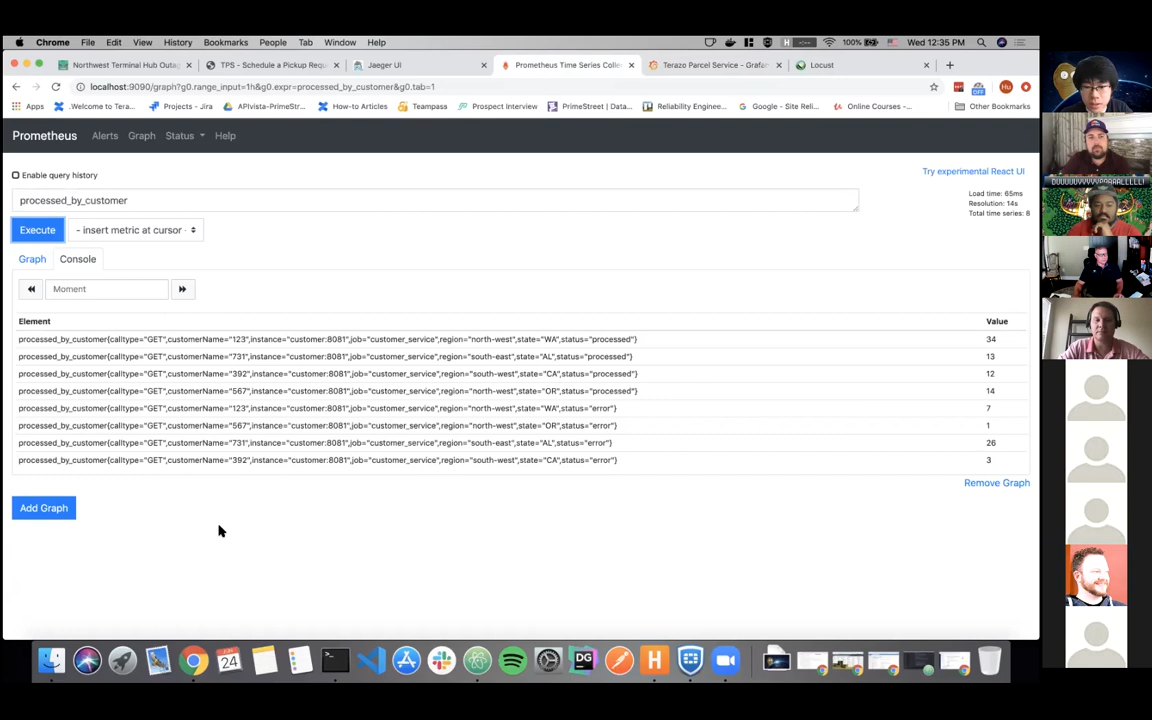 Chrome File Edit View History Bookmarks People Tab Window Help 100% Wed 12:35 PM
Northwest Terminal Hub Outa TPS - Schedule a Pickup Requ Jaeger UI Prometheus Time Series Colle Terazo Parcel Service - Grafan Locust
localhost:9090/graph?g0.range_input=1h&g0.expr=processed_by_customer&g0.tab=1
Apps .Welcome to Tera... Projects - Jira APIvista-PrimeStr... How-to Articles Teampass Prospect Interview PrimeStreet | Data... Reliability Enginee... Google - Site Reli... Online Courses -... Other Bookmarks
Prometheus Alerts Graph Status Help
Enable query history
Try experimental React UI
processed_by_customer
Load time: 65ms
Resolution: 14s
Total time series: 8
Execute - insert metric at cursor
Graph Console
Moment
Element Value
processed_by_customer{calltype="GET",customerName="123",instance="customer:8081",job="customer_service",region="north-west",state="WA",status="processed"} 34
processed_by_customer{calltype="GET",customerName="731",instance="customer:8081",job="customer_service",region="south-east",state="AL",status="processed"} 13
processed_by_customer{calltype="GET",customerName="392",instance="customer:8081",job="customer_service",region="south-west",state="CA",status="processed"} 12
processed_by_customer{calltype="GET",customerName="567",instance="customer:8081",job="customer_service",region="north-west",state="OR",status="processed"} 14
processed_by_customer{calltype="GET",customerName="123",instance="customer:8081",job="customer_service",region="north-west",state="WA",status="error"} 7
processed_by_customer{calltype="GET",customerName="567",instance="customer:8081",job="customer_service",region="north-west",state="OR",status="error"} 1
processed_by_customer{calltype="GET",customerName="731",instance="customer:8081",job="customer_service",region="south-east",state="AL",status="error"} 26
processed_by_customer{calltype="GET",customerName="392",instance="customer:8081",job="customer_service",region="south-west",state="CA",status="error"} 3
Remove Graph
Add Graph
JUN
24
DG
H